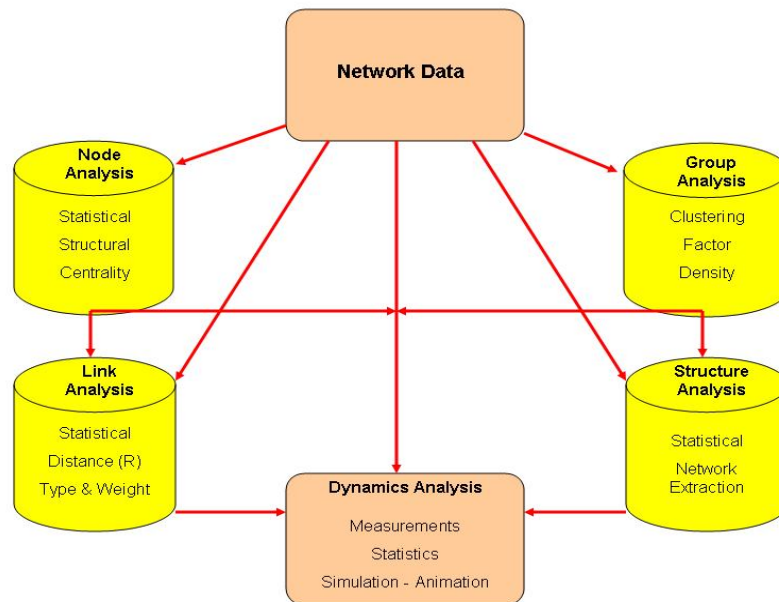 Network Data
Node
Analysis
Statistical
Structural
Centrality
Group
Analysis
Clustering
Factor
Density
Link
Analysis
Statistical
Distance (R)
Type & Weight
Structure
Analysis
Statistical
Network
Extraction
Dynamics Analysis
Measurements
Statistics
Simulation - Animation